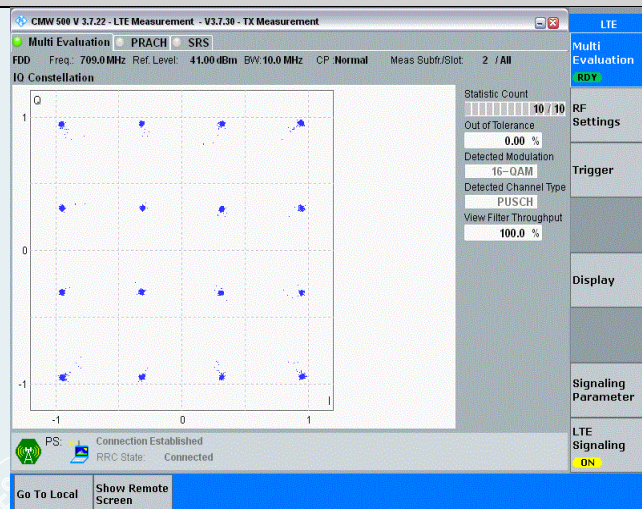 CMW 500 V 3.7.22 - LTE Measurement - V3.7.30 - TX Measurement
LTE
Multi Evaluation PRACH SRS
Multi Evaluation
RDY
FDD Freq.: 709.0 MHz Ref. Level: 41.00 dBm BW: 10.0 MHz CP :Normal Meas Subfr./Slot: 2 / All
IQ Constellation
Q
1
0
-1
-1
0
1
I
Statistic Count
10 / 10
Out of Tolerance
0.00 %
Detected Modulation
16-QAM
Detected Channel Type
PUSCH
View Filter Throughput
100.0 %
RF Settings
Trigger
Display
Signaling Parameter
LTE Signaling
ON
PS: Connection Established
RRC State: Connected
Go To Local
Show Remote Screen